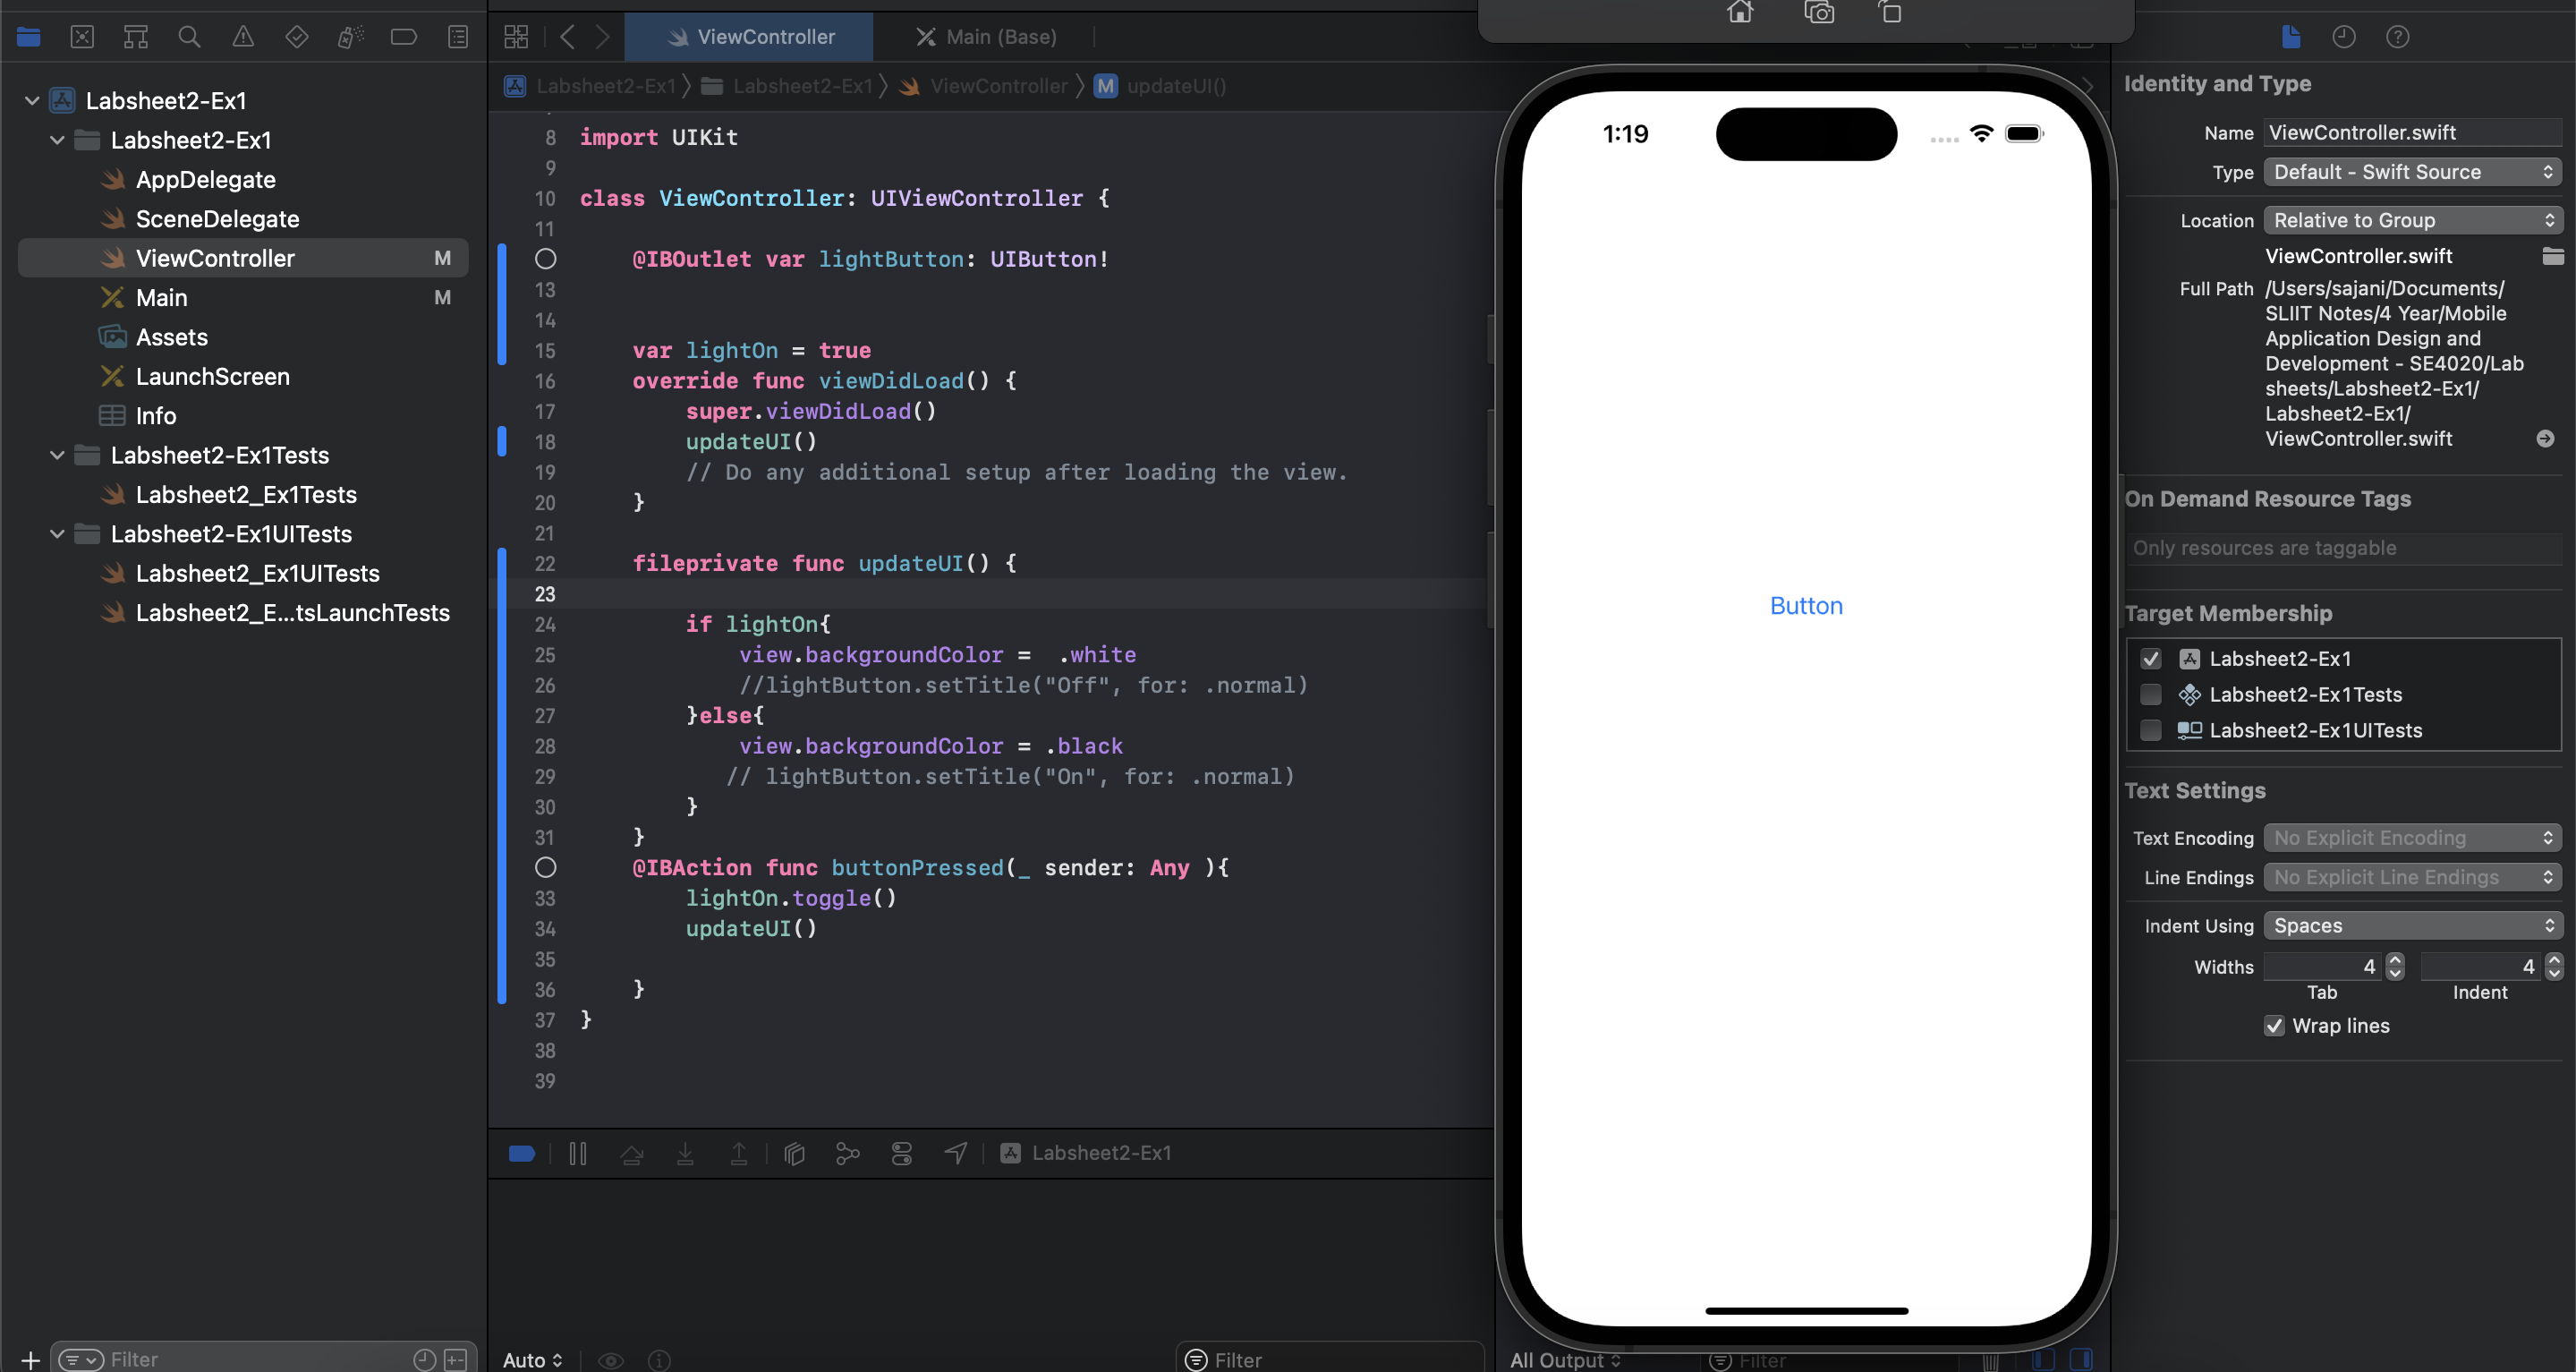 Labsheet2-Ex1
Labsheet2-Ex1
AppDelegate
SceneDelegate
ViewController M
Main M
Assets
LaunchScreen
Info
Labsheet2-Ex1Tests
Labsheet2_Ex1Tests
Labsheet2-Ex1UITests
Labsheet2_Ex1UITests
Labsheet2_E...tsLaunchTests
Filter
ViewController
Main (Base)
Labsheet2-Ex1 〉 Labsheet2-Ex1 〉 ViewController 〉 M updateUI()
8 import UIKit
9
10 class ViewController: UIViewController {
11
@IBOutlet var lightButton: UIButton!
13
14
15 var lightOn = true
16 override func viewDidLoad() {
17 super.viewDidLoad()
18 updateUI()
19 // Do any additional setup after loading the view.
20 }
21
22 fileprivate func updateUI() {
23
24 if lightOn{
25 view.backgroundColor =  .white
26 //lightButton.setTitle("Off", for: .normal)
27 }else{
28 view.backgroundColor = .black
29 // lightButton.setTitle("On", for: .normal)
30 }
31 }
@IBAction func buttonPressed(_ sender: Any ){
33 lightOn.toggle()
34 updateUI()
35
36 }
37 }
38
39
Labsheet2-Ex1
Auto
Filter
All Output
Filter
1:19
Button
Identity and Type
Name ViewController.swift
Type Default - Swift Source
Location Relative to Group
ViewController.swift
Full Path /Users/sajani/Documents/
SLIIT Notes/4 Year/Mobile
Application Design and
Development - SE4020/Lab
sheets/Labsheet2-Ex1/
Labsheet2-Ex1/
ViewController.swift
On Demand Resource Tags
Only resources are taggable
Target Membership
Labsheet2-Ex1
Labsheet2-Ex1Tests
Labsheet2-Ex1UITests
Text Settings
Text Encoding No Explicit Encoding
Line Endings No Explicit Line Endings
Indent Using Spaces
Widths 4 4
Tab Indent
Wrap lines